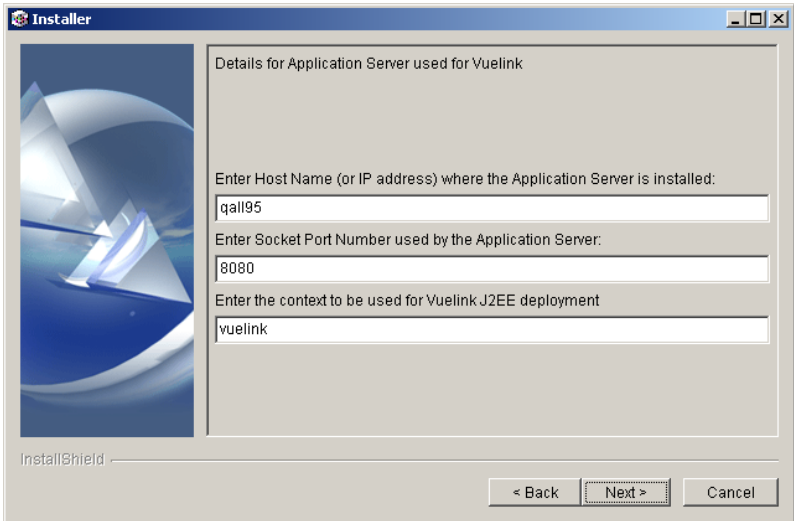 Installer
Details for Application Server used for Vuelink
Enter Host Name (or IP address) where the Application Server is installed:
qall95
Enter Socket Port Number used by the Application Server:
8080
Enter the context to be used for Vuelink J2EE deployment
vuelink
InstallShield
< Back Next > Cancel